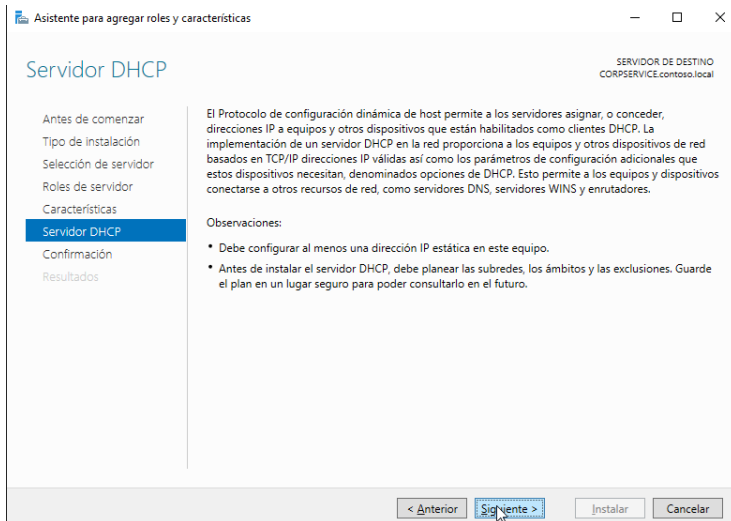 Asistente para agregar roles y características
Servidor DHCP
SERVIDOR DE DESTINO
CORPSERVICE.contoso.local
Antes de comenzar
Tipo de instalación
Selección de servidor
Roles de servidor
Características
Servidor DHCP
Confirmación
Resultados
El Protocolo de configuración dinámica de host permite a los servidores asignar, o conceder,
direcciones IP a equipos y otros dispositivos que están habilitados como clientes DHCP. La
implementación de un servidor DHCP en la red proporciona a los equipos y otros dispositivos de red
basados en TCP/IP direcciones IP válidas así como los parámetros de configuración adicionales que
estos dispositivos necesitan, denominados opciones de DHCP. Esto permite a los equipos y dispositivos
conectarse a otros recursos de red, como servidores DNS, servidores WINS y enrutadores.
Observaciones:
• Debe configurar al menos una dirección IP estática en este equipo.
• Antes de instalar el servidor DHCP, debe planear las subredes, los ámbitos y las exclusiones. Guarde
el plan en un lugar seguro para poder consultarlo en el futuro.
< Anterior
Siguiente >
Instalar
Cancelar